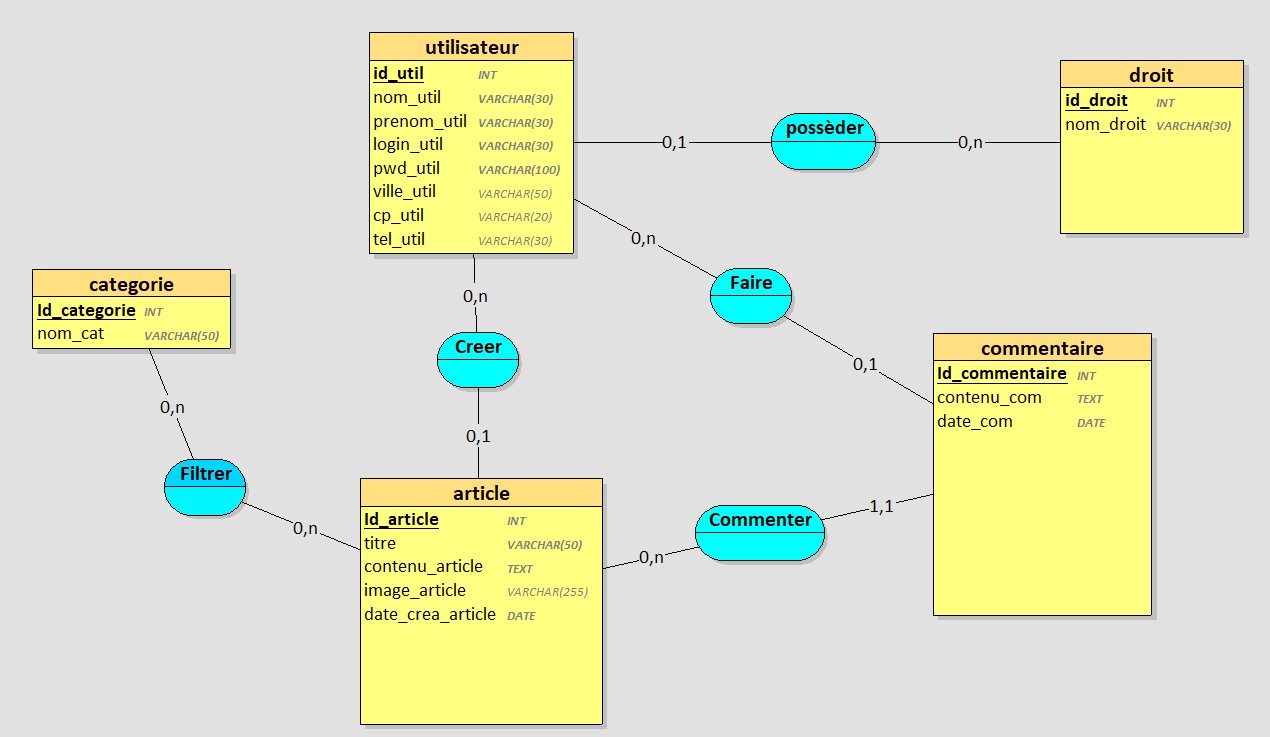 utilisateur
id_util INT
nom_util VARCHAR(30)
prenom_util VARCHAR(30)
login_util VARCHAR(30)
pwd_util VARCHAR(100)
ville_util VARCHAR(50)
cp_util VARCHAR(20)
tel_util VARCHAR(30)
0,1
possèder
0,n
droit
id_droit INT
nom_droit VARCHAR(30)
0,n
Faire
0,1
categorie
Id_categorie INT
nom_cat VARCHAR(50)
0,n
Creer
0,1
commentaire
Id_commentaire INT
contenu_com TEXT
date_com DATE
0,n
Filtrer
0,n
article
Id_article INT
titre VARCHAR(50)
contenu_article TEXT
image_article VARCHAR(255)
date_crea_article DATE
0,n
Commenter
1,1